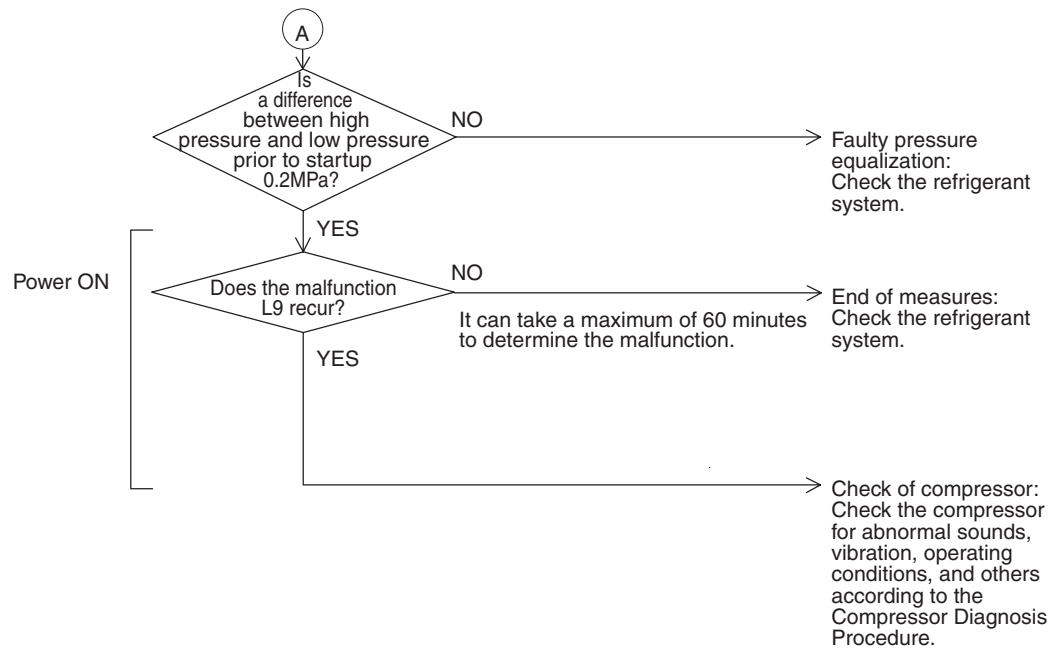 A
Is
a difference
between high
pressure and low pressure
prior to startup
0.2MPa?
NO
Faulty pressure
equalization:
Check the refrigerant
system.
YES
Power ON
Does the malfunction
L9 recur?
NO
It can take a maximum of 60 minutes
to determine the malfunction.
End of measures:
Check the refrigerant
system.
YES
Check of compressor:
Check the compressor
for abnormal sounds,
vibration, operating
conditions, and others
according to the
Compressor Diagnosis
Procedure.